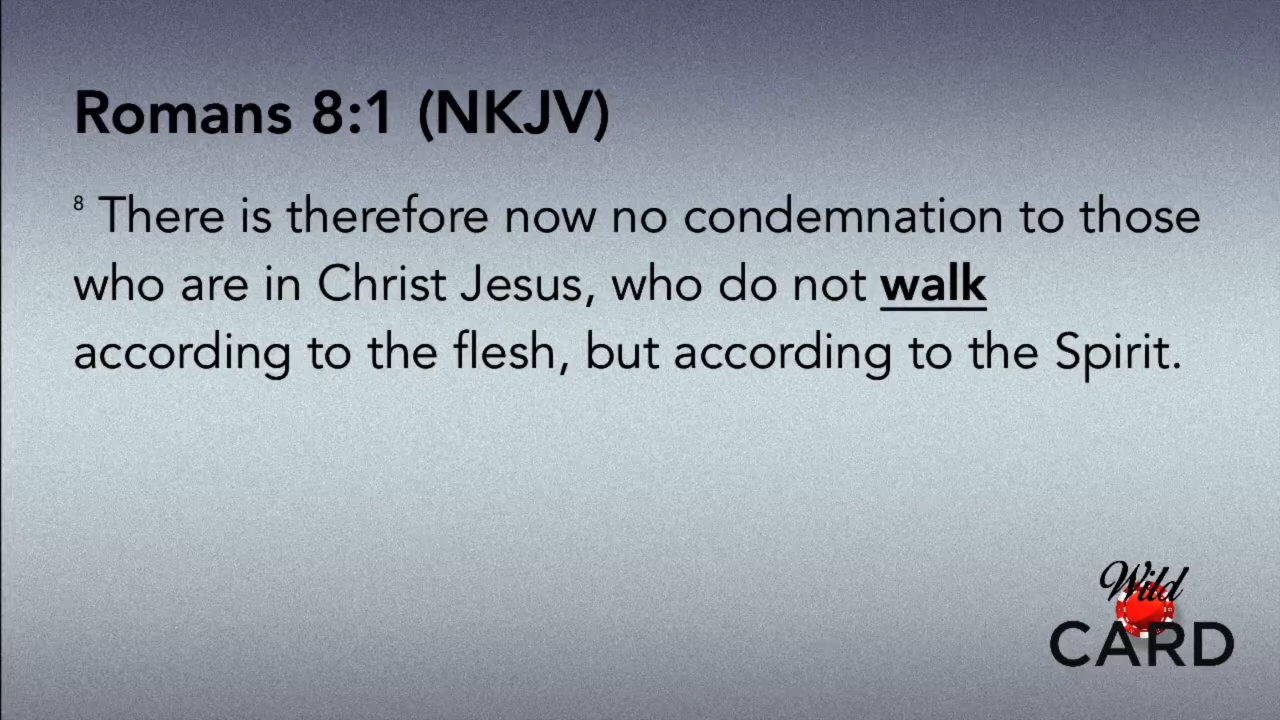 Romans 8:1 (NKJV)
8 There is therefore now no condemnation to those
who are in Christ Jesus, who do not walk
according to the flesh, but according to the Spirit.
Wild
CARD